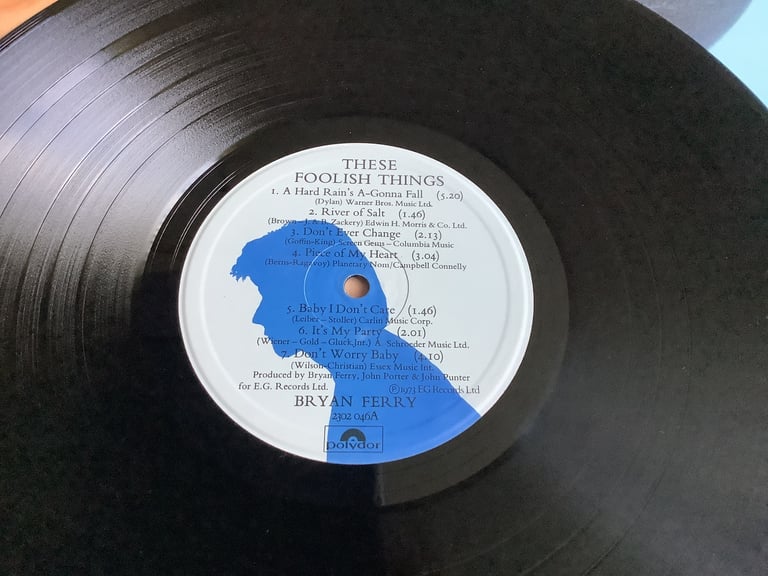 THESE
FOOLISH THINGS
1. A Hard Rain's A-Gonna Fall (5.20)
(Dylan) Warner Bros. Music Ltd.
2. River of Salt (1.46)
(Brown – J. & B. Zackery) Edwin H. Morris & Co. Ltd.
3. Don't Ever Change (2.13)
(Goffin-King) Screen Gems – Columbia Music
4. Piece of My Heart (3.04)
(Berns-Ragavoy) Planetary Nom/Campbell Connelly
5. Baby I Don't Care (1.46)
(Leiber – Stoller) Carlin Music Corp.
6. It's My Party (2.01)
(Wiener – Gold – Gluck, Jnr.) A. Schroeder Music Ltd.
7. Don't Worry Baby (4.10)
(Wilson-Christian) Essex Music Int.
Produced by Bryan Ferry, John Porter & John Punter
for E.G. Records Ltd. ℗1973 EG Records Ltd
BRYAN FERRY
2302 046A
polydor